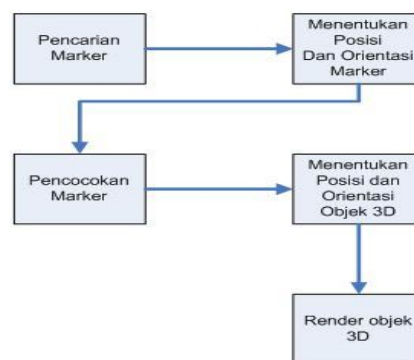 Pencarian
Marker
Menentukan
Posisi
Dan Orientasi
Marker
Pencocokan
Marker
Menentukan
Posisi dan
Orientasi
Objek 3D
Render objek
3D